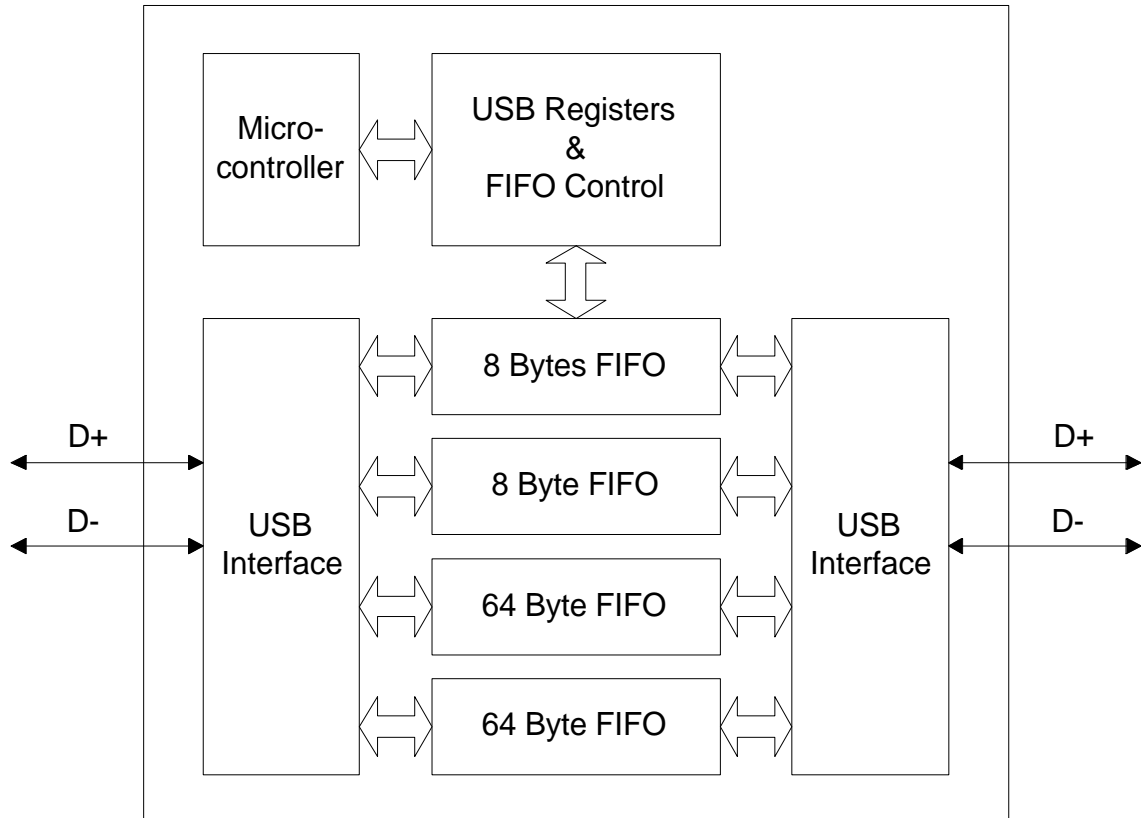 Micro-
controller
USB Registers
&
FIFO Control
8 Bytes FIFO
D+
D-
USB
Interface
8 Byte FIFO
64 Byte FIFO
64 Byte FIFO
USB
Interface
D+
D-